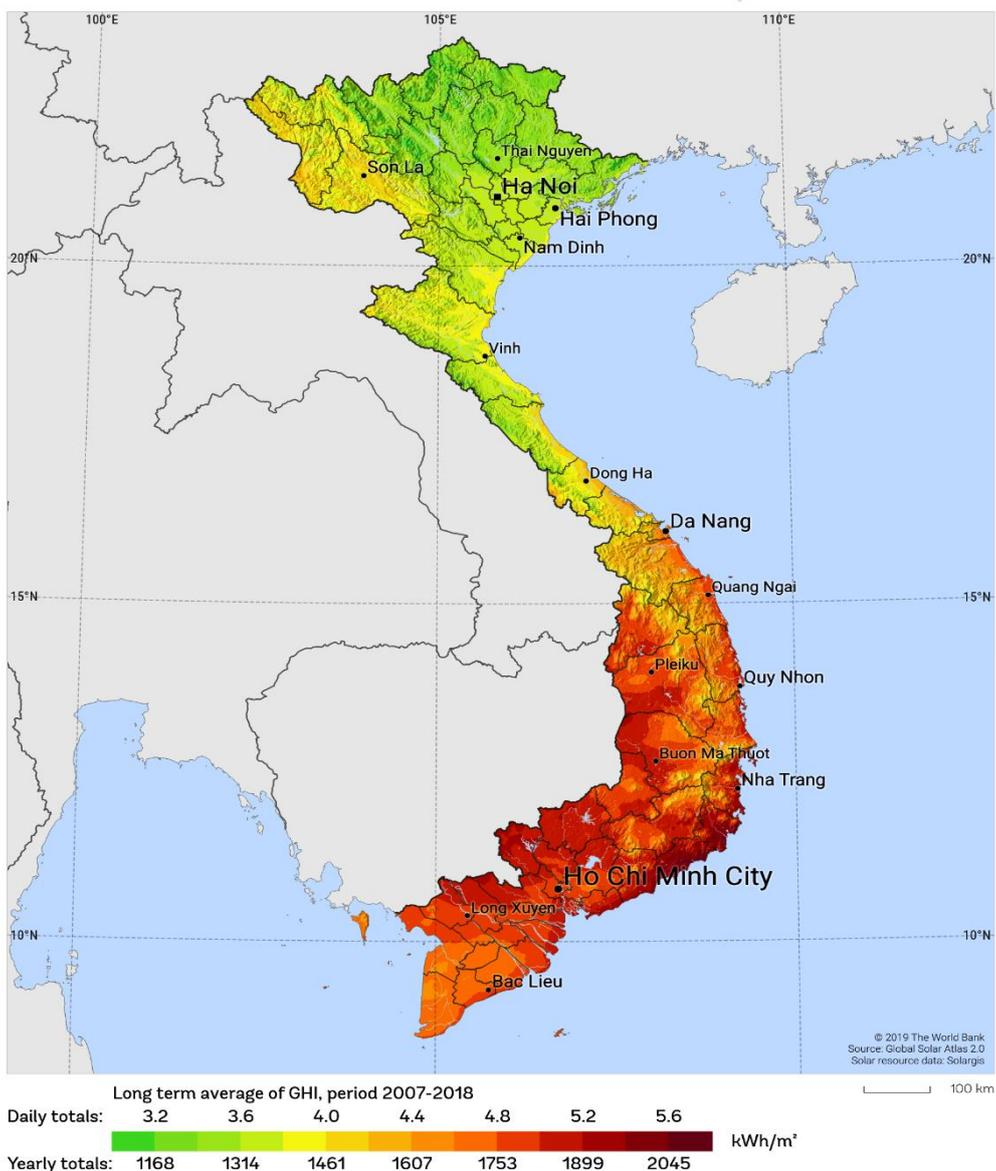 100°E 105°E 110°E
Thai Nguyen
Son La
Ha Noi
Hai Phong
Nam Dinh
20°N 20°N
Vinh
Dong Ha
Da Nang
Quang Ngai
15°N 15°N
Pleiku
Quy Nhon
Buon Ma Thuot
Nha Trang
Ho Chi Minh City
Long Xuyen
10°N 10°N
Bac Lieu
© 2019 The World Bank
Source: Global Solar Atlas 2.0
Solar resource data: Solargis
100 km
Long term average of GHI, period 2007-2018
Daily totals: 3.2 3.6 4.0 4.4 4.8 5.2 5.6
kWh/m²
Yearly totals: 1168 1314 1461 1607 1753 1899 2045